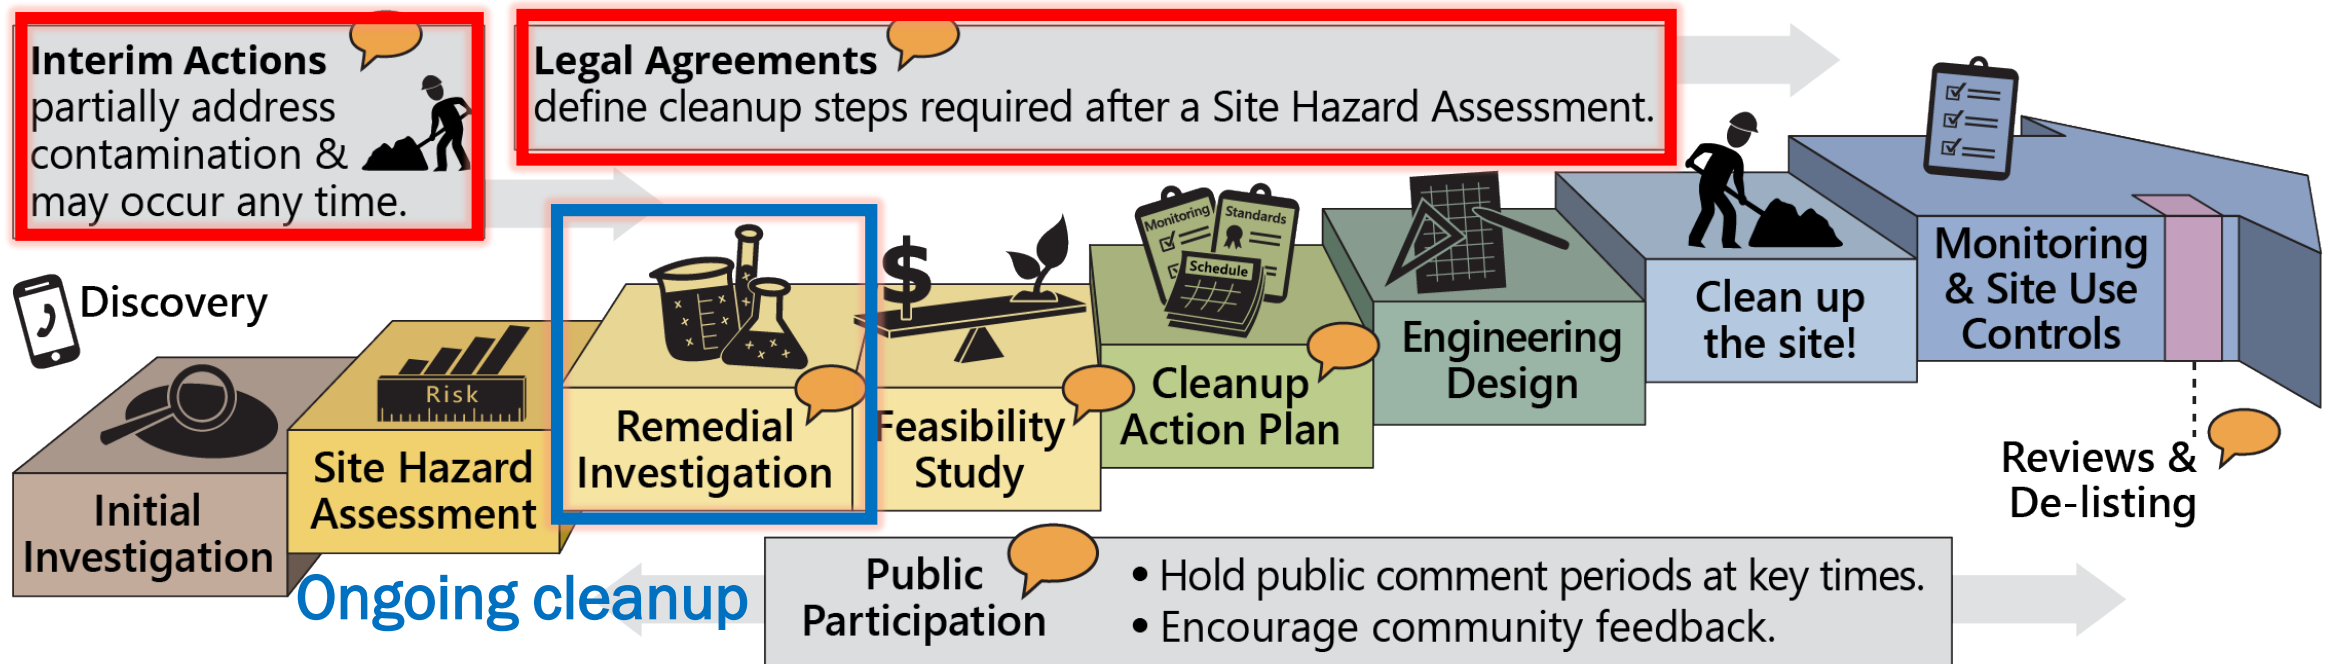 Interim Actions
partially address
contamination &
may occur any time.
Legal Agreements
define cleanup steps required after a Site Hazard Assessment.
Discovery
Initial
Investigation
Risk
Site Hazard
Assessment
Remedial
Investigation
$
Feasibility
Study
Monitoring
Standards
Schedule
Cleanup
Action Plan
Engineering
Design
Clean up
the site!
Monitoring
& Site Use
Controls
Reviews &
De-listing
Ongoing cleanup
Public
Participation
• Hold public comment periods at key times.
• Encourage community feedback.